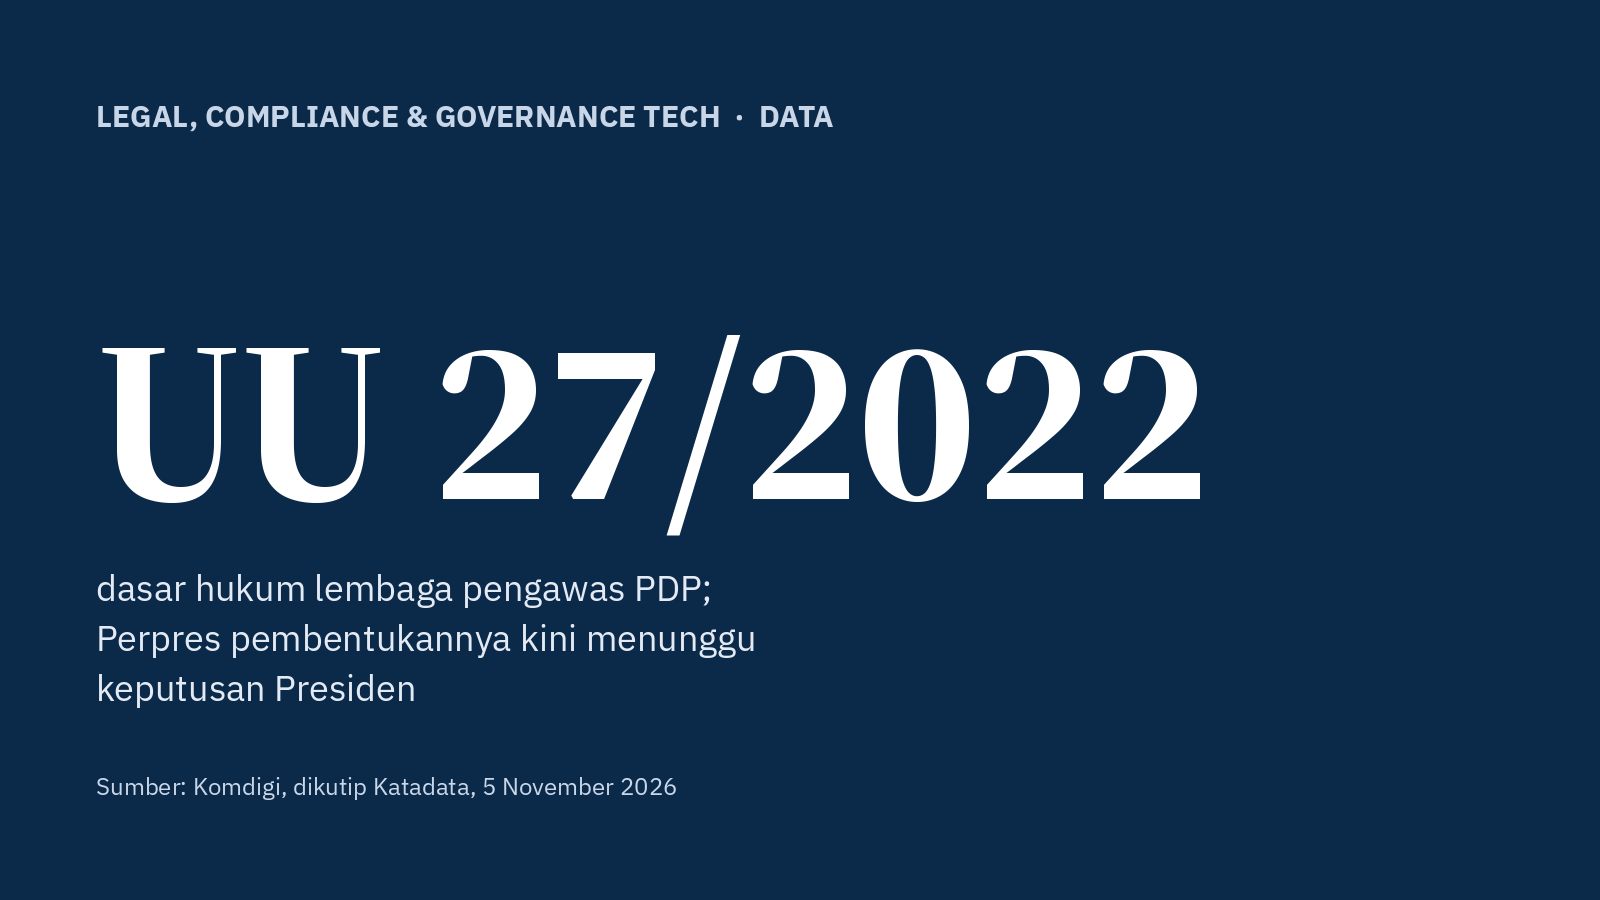 LEGAL, COMPLIANCE & GOVERNANCE TECH · DATA
UU 27/2022
dasar hukum lembaga pengawas PDP;
Perpres pembentukannya kini menunggu
keputusan Presiden
Sumber: Komdigi, dikutip Katadata, 5 November 2026